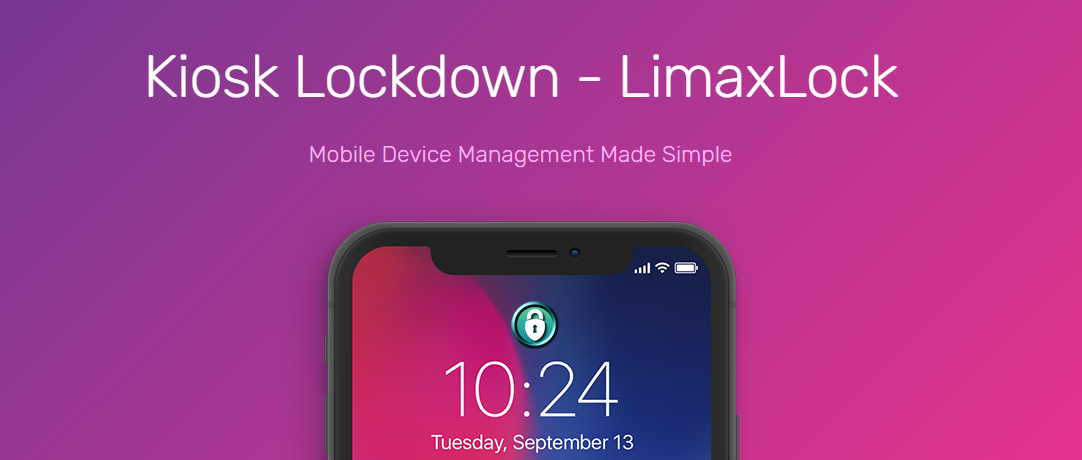 Kiosk Lockdown - LimaxLock
Mobile Device Management Made Simple
10:24
Tuesday, September 13